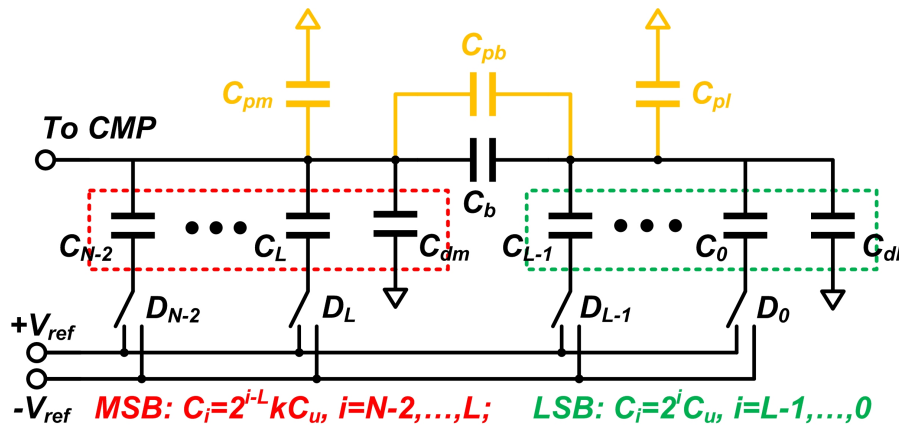 C_pb
C_pm
C_pl
To CMP
C_b
C_N-2
C_L
C_dm
C_L-1
C_0
C_dl
D_N-2
D_L
D_L-1
D_0
+V_ref
-V_ref
MSB: C_i=2^i-L kC_u, i=N-2,...,L;
LSB: C_i=2^i C_u, i=L-1,...,0